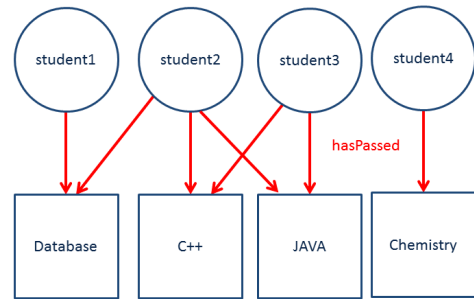 student1
student2
student3
student4
hasPassed
Database
C++
JAVA
Chemistry